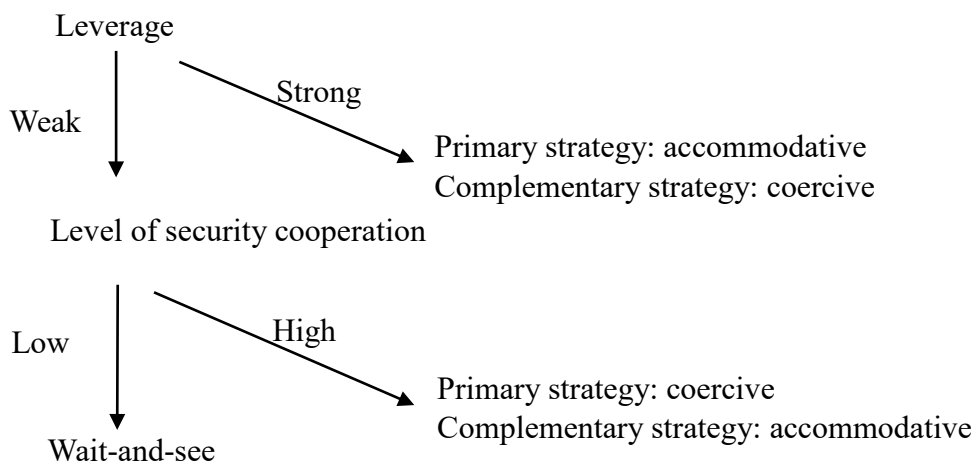 Leverage
Strong
Weak
Primary strategy: accommodative
Complementary strategy: coercive
Level of security cooperation
High
Low
Primary strategy: coercive
Complementary strategy: accommodative
Wait-and-see